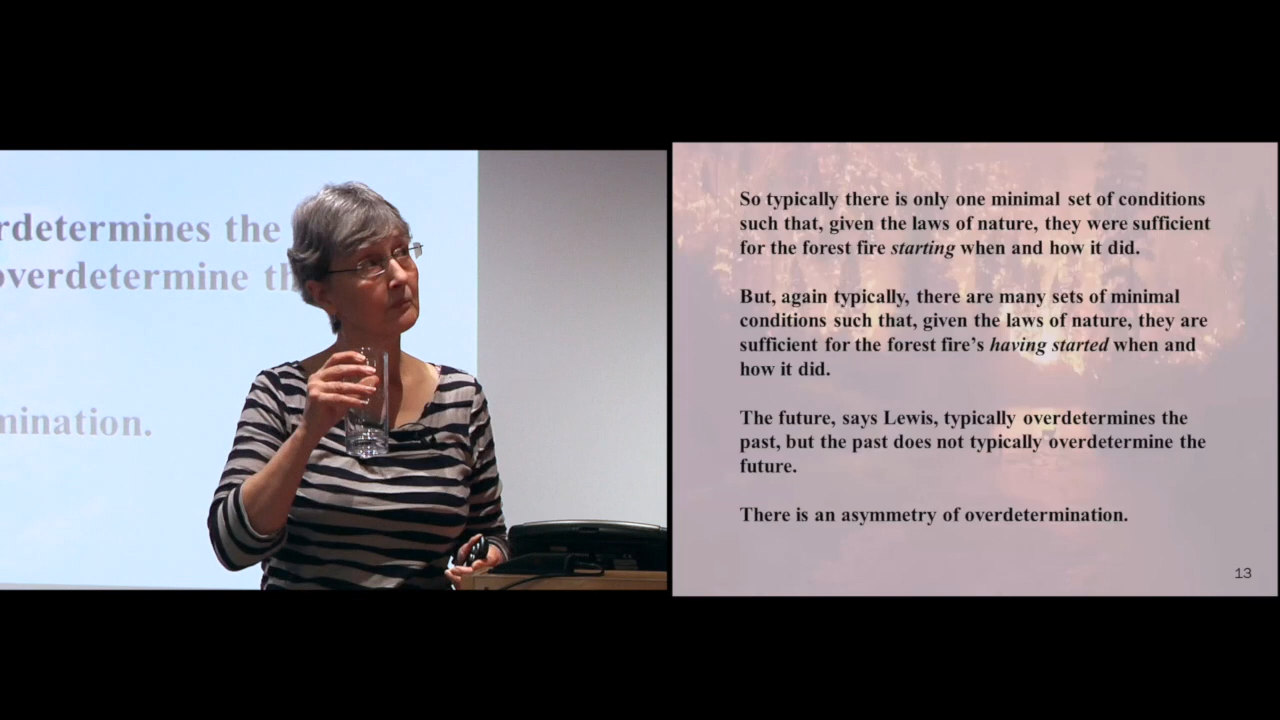 rdetermines the
overdetermine th
mination.
So typically there is only one minimal set of conditions
such that, given the laws of nature, they were sufficient
for the forest fire starting when and how it did.
But, again typically, there are many sets of minimal
conditions such that, given the laws of nature, they are
sufficient for the forest fire’s having started when and
how it did.
The future, says Lewis, typically overdetermines the
past, but the past does not typically overdetermine the
future.
There is an asymmetry of overdetermination.
13